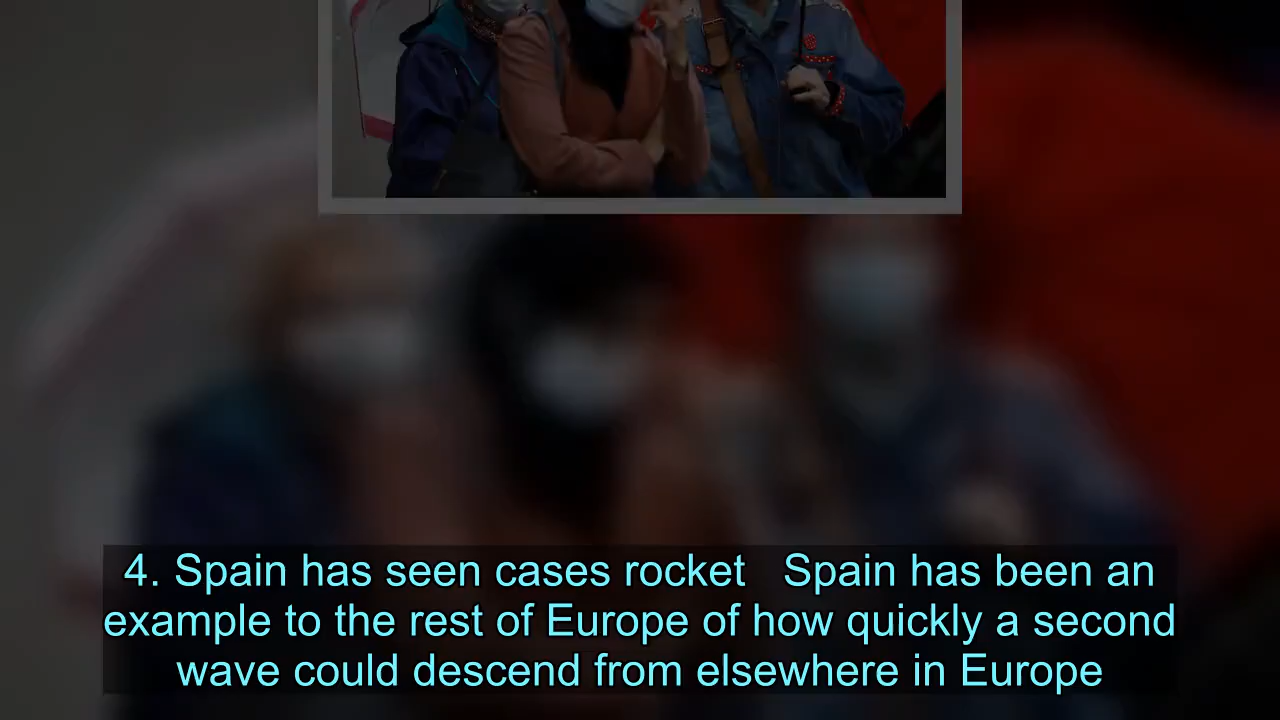 4. Spain has seen cases rocket   Spain has been an
example to the rest of Europe of how quickly a second
wave could descend from elsewhere in Europe